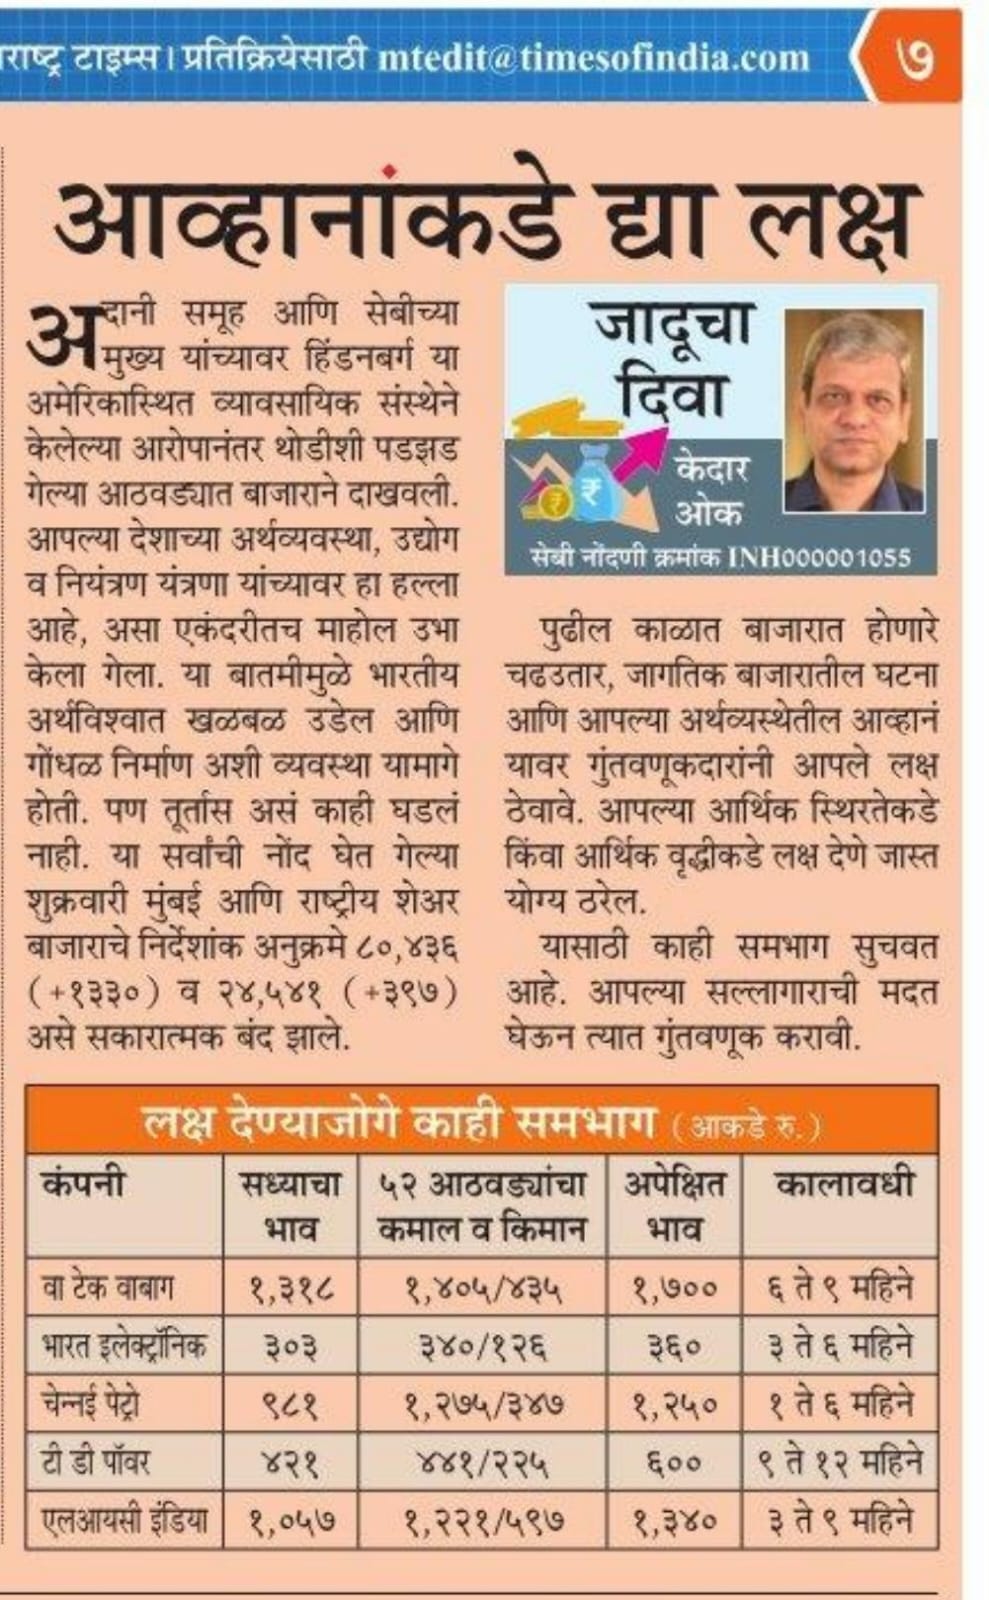 राष्ट्र टाइम्स। प्रतिक्रियेसाठी mtedit@timesofindia.com
७
आव्हानांकडे द्या लक्ष
अदानी समूह आणि सेबीच्या
मुख्य यांच्यावर हिंडनबर्ग या
अमेरिकास्थित व्यावसायिक संस्थेने
केलेल्या आरोपानंतर थोडीशी पडझड
गेल्या आठवड्यात बाजाराने दाखवली.
आपल्या देशाच्या अर्थव्यवस्था, उद्योग
व नियंत्रण यंत्रणा यांच्यावर हा हल्ला
आहे, असा एकंदरीतच माहोल उभा
केला गेला. या बातमीमुळे भारतीय
अर्थविश्वात खळबळ उडेल आणि
गोंधळ निर्माण अशी व्यवस्था यामागे
होती. पण तूर्तास असं काही घडलं
नाही. या सर्वांची नोंद घेत गेल्या
शुक्रवारी मुंबई आणि राष्ट्रीय शेअर
बाजाराचे निर्देशांक अनुक्रमे ८०,४३६
(+१३३०) व २४,५४१ (+३९७)
असे सकारात्मक बंद झाले.
जादूचा
दिवा
केदार
ओक
सेबी नोंदणी क्रमांक INH000001055
पुढील काळात बाजारात होणारे
चढउतार, जागतिक बाजारातील घटना
आणि आपल्या अर्थव्यस्थेतील आव्हानं
यावर गुंतवणूकदारांनी आपले लक्ष
ठेवावे. आपल्या आर्थिक स्थिरतेकडे
किंवा आर्थिक वृद्धीकडे लक्ष देणे जास्त
योग्य ठरेल.
यासाठी काही समभाग सुचवत
आहे. आपल्या सल्लागाराची मदत
घेऊन त्यात गुंतवणूक करावी.
लक्ष देण्याजोगे काही समभाग (आकडे रु.)
कंपनी सध्याचा भाव ५२ आठवड्यांचा कमाल व किमान अपेक्षित भाव कालावधी
वा टेक वाबाग १,३१८ १,४०५/४३५ १,७०० ६ ते ९ महिने
भारत इलेक्ट्रॉनिक ३०३ ३४०/१२६ ३६० ३ ते ६ महिने
चेन्नई पेट्रो ९८१ १,२७५/३४७ १,२५० १ ते ६ महिने
टी डी पॉवर ४२१ ४४१/२२५ ६०० ९ ते १२ महिने
एलआयसी इंडिया १,०५७ १,२२१/५९७ १,३४० ३ ते ९ महिने